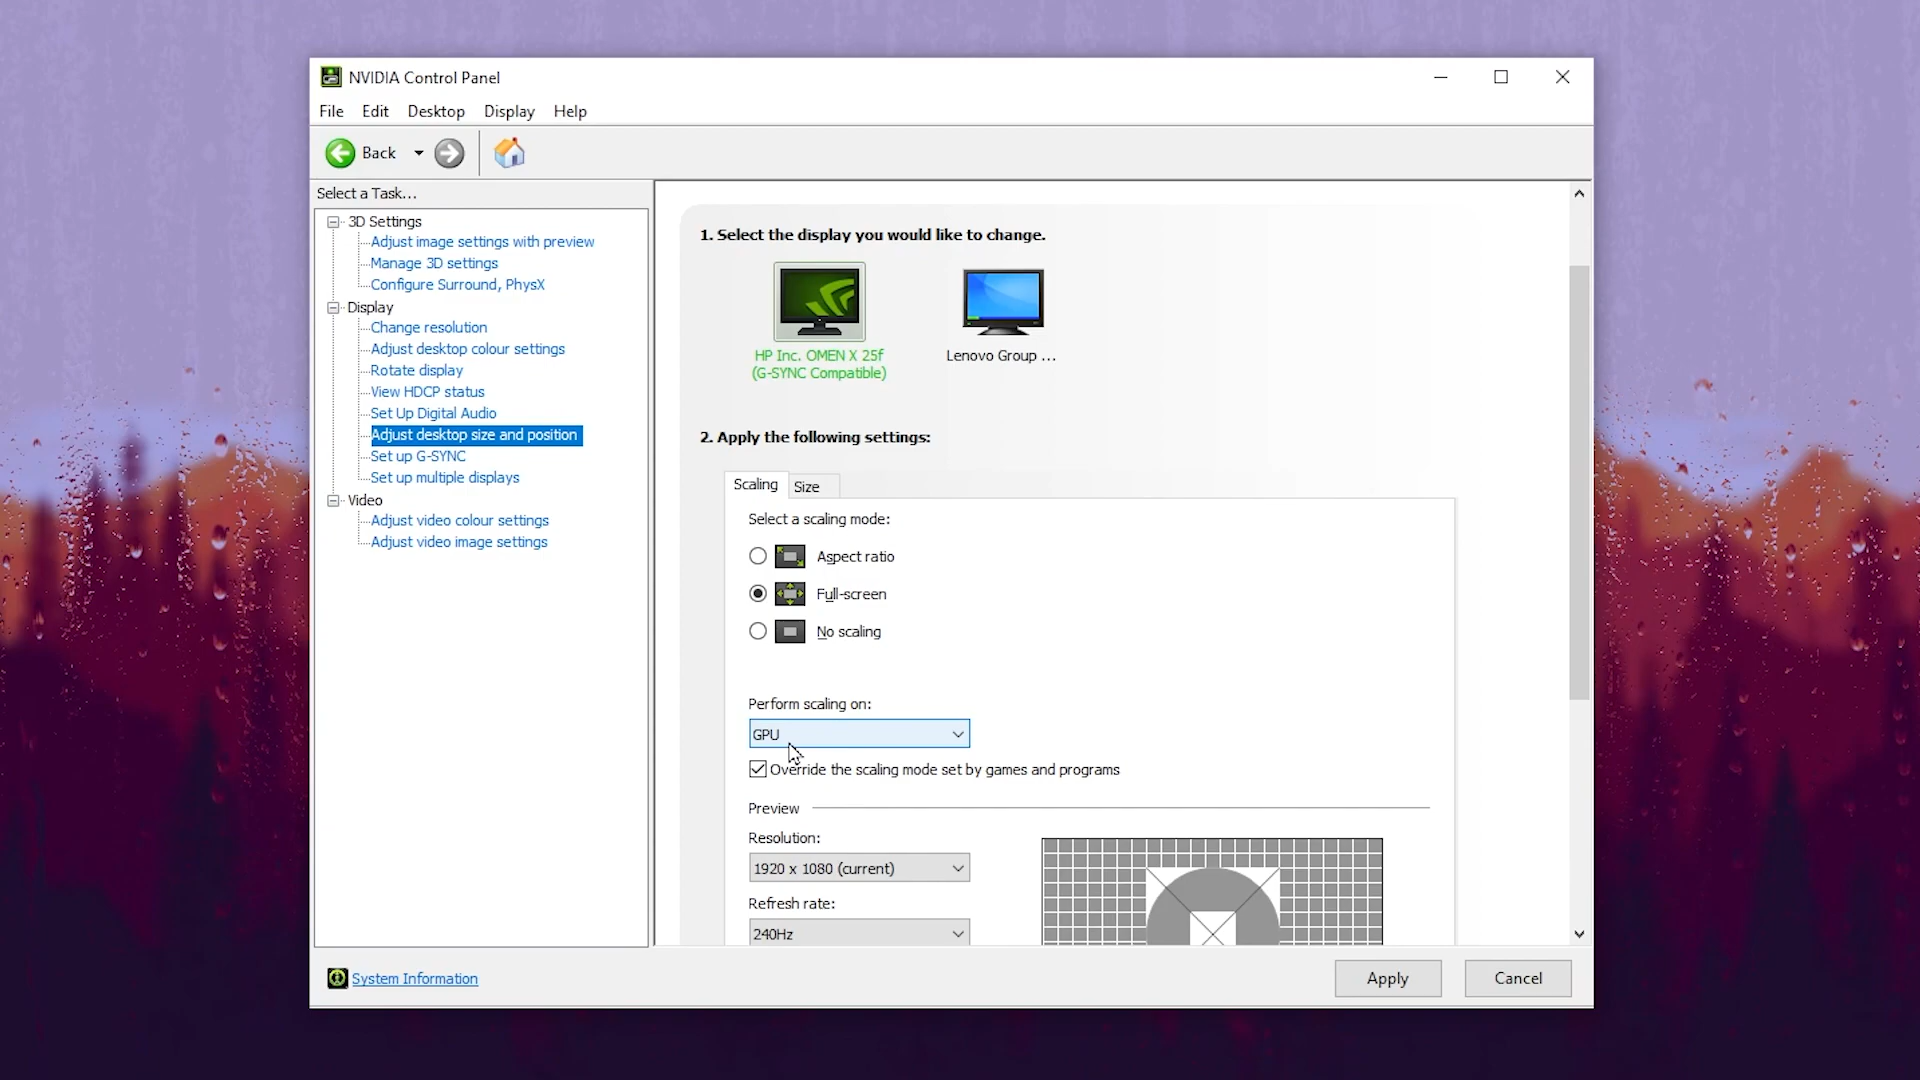 NVIDIA Control Panel
File Edit Desktop Display Help
Back
Select a Task...
3D Settings
Adjust image settings with preview
Manage 3D settings
Configure Surround, PhysX
Display
Change resolution
Adjust desktop colour settings
Rotate display
View HDCP status
Set Up Digital Audio
Adjust desktop size and position
Set up G-SYNC
Set up multiple displays
Video
Adjust video colour settings
Adjust video image settings
System Information
1. Select the display you would like to change.
HP Inc. OMEN X 25f
(G-SYNC Compatible)
Lenovo Group ...
2. Apply the following settings:
Scaling Size
Select a scaling mode:
Aspect ratio
Full-screen
No scaling
Perform scaling on:
GPU
Override the scaling mode set by games and programs
Preview
Resolution:
1920 x 1080 (current)
Refresh rate:
240Hz
Apply Cancel